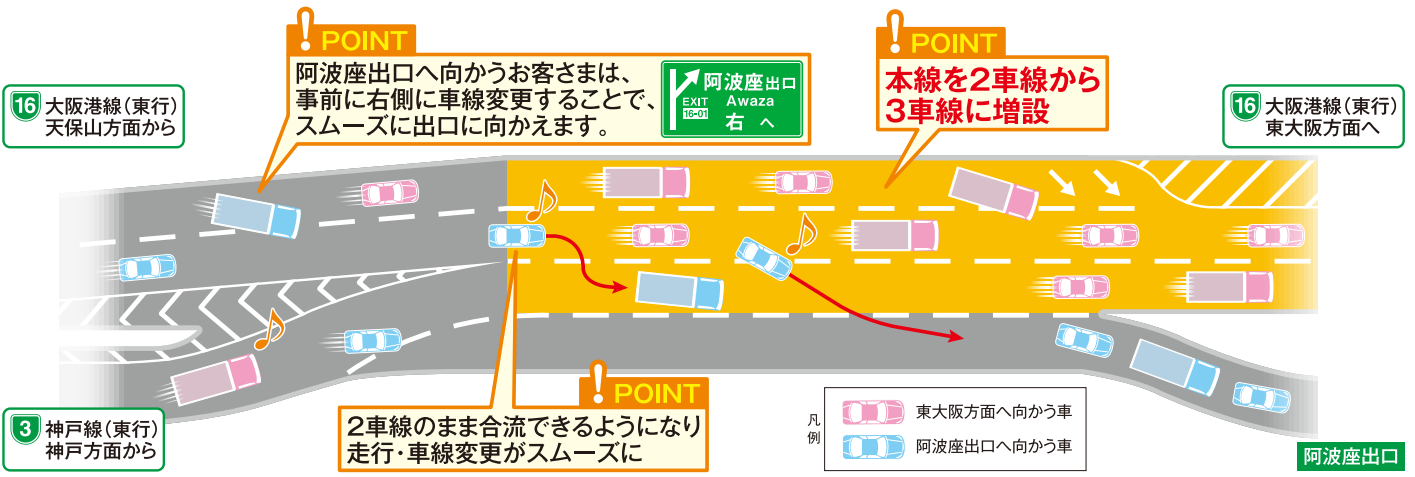 POINT
阿波座出口へ向かうお客さまは、
事前に右側に車線変更することで、
スムーズに出口に向かえます。
阿波座出口
Awaza
EXIT
16-01
右 へ
POINT
本線を2車線から
3車線に増設
16
大阪港線(東行)
天保山方面から
16
大阪港線(東行)
東大阪方面へ
3
神戸線(東行)
神戸方面から
POINT
2車線のまま合流できるようになり
走行・車線変更がスムーズに
凡例
東大阪方面へ向かう車
阿波座出口へ向かう車
阿波座出口